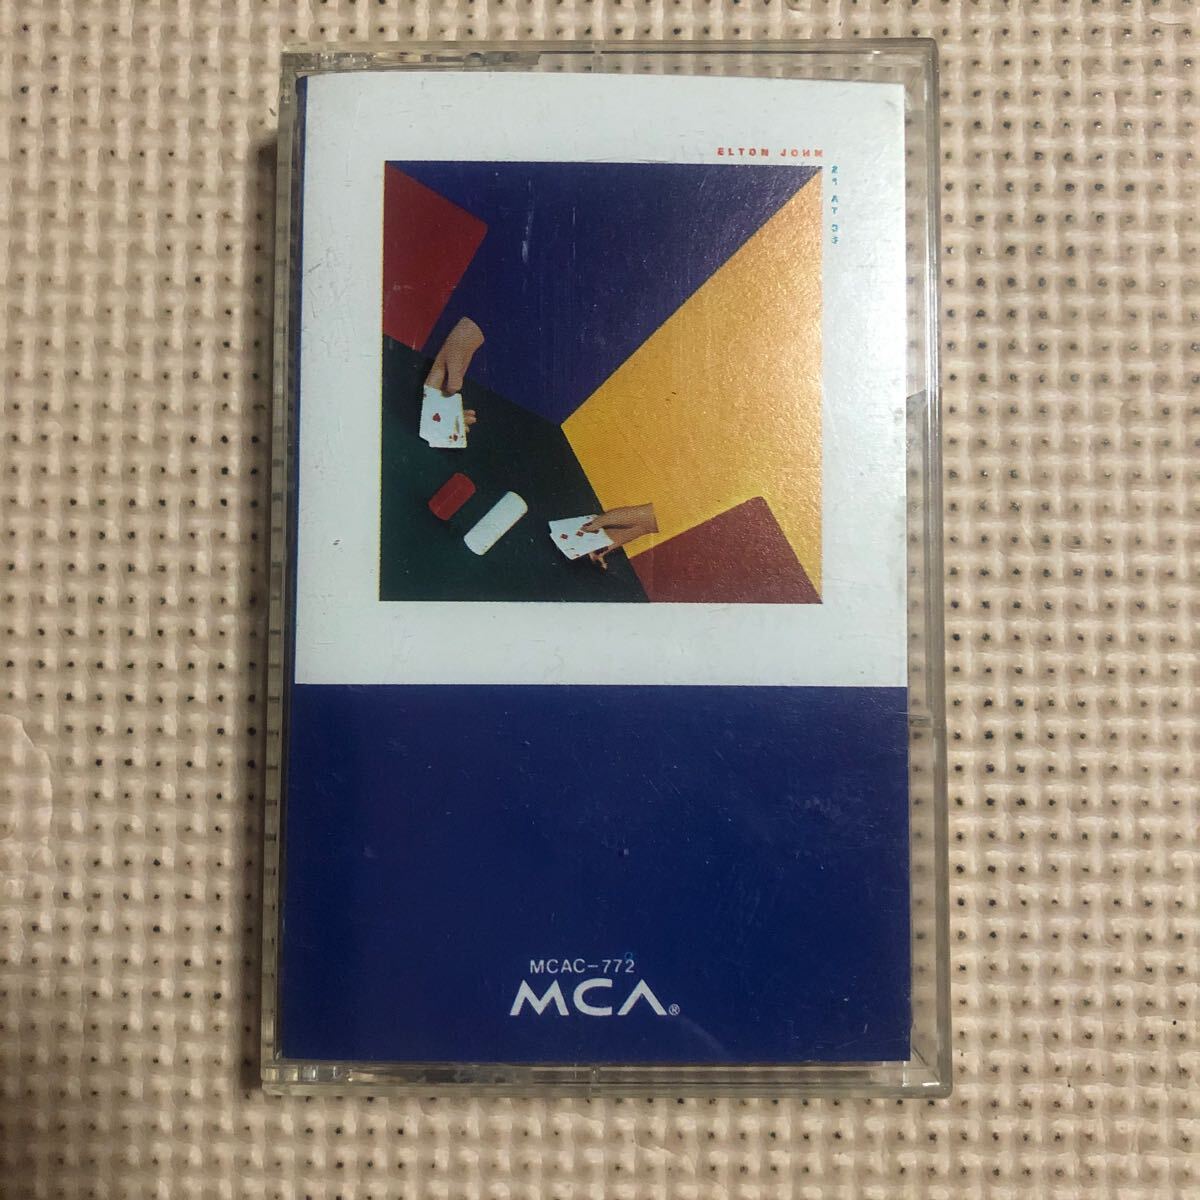 ELTON JOHN
21 AT 33
MCAC-772
MCA®